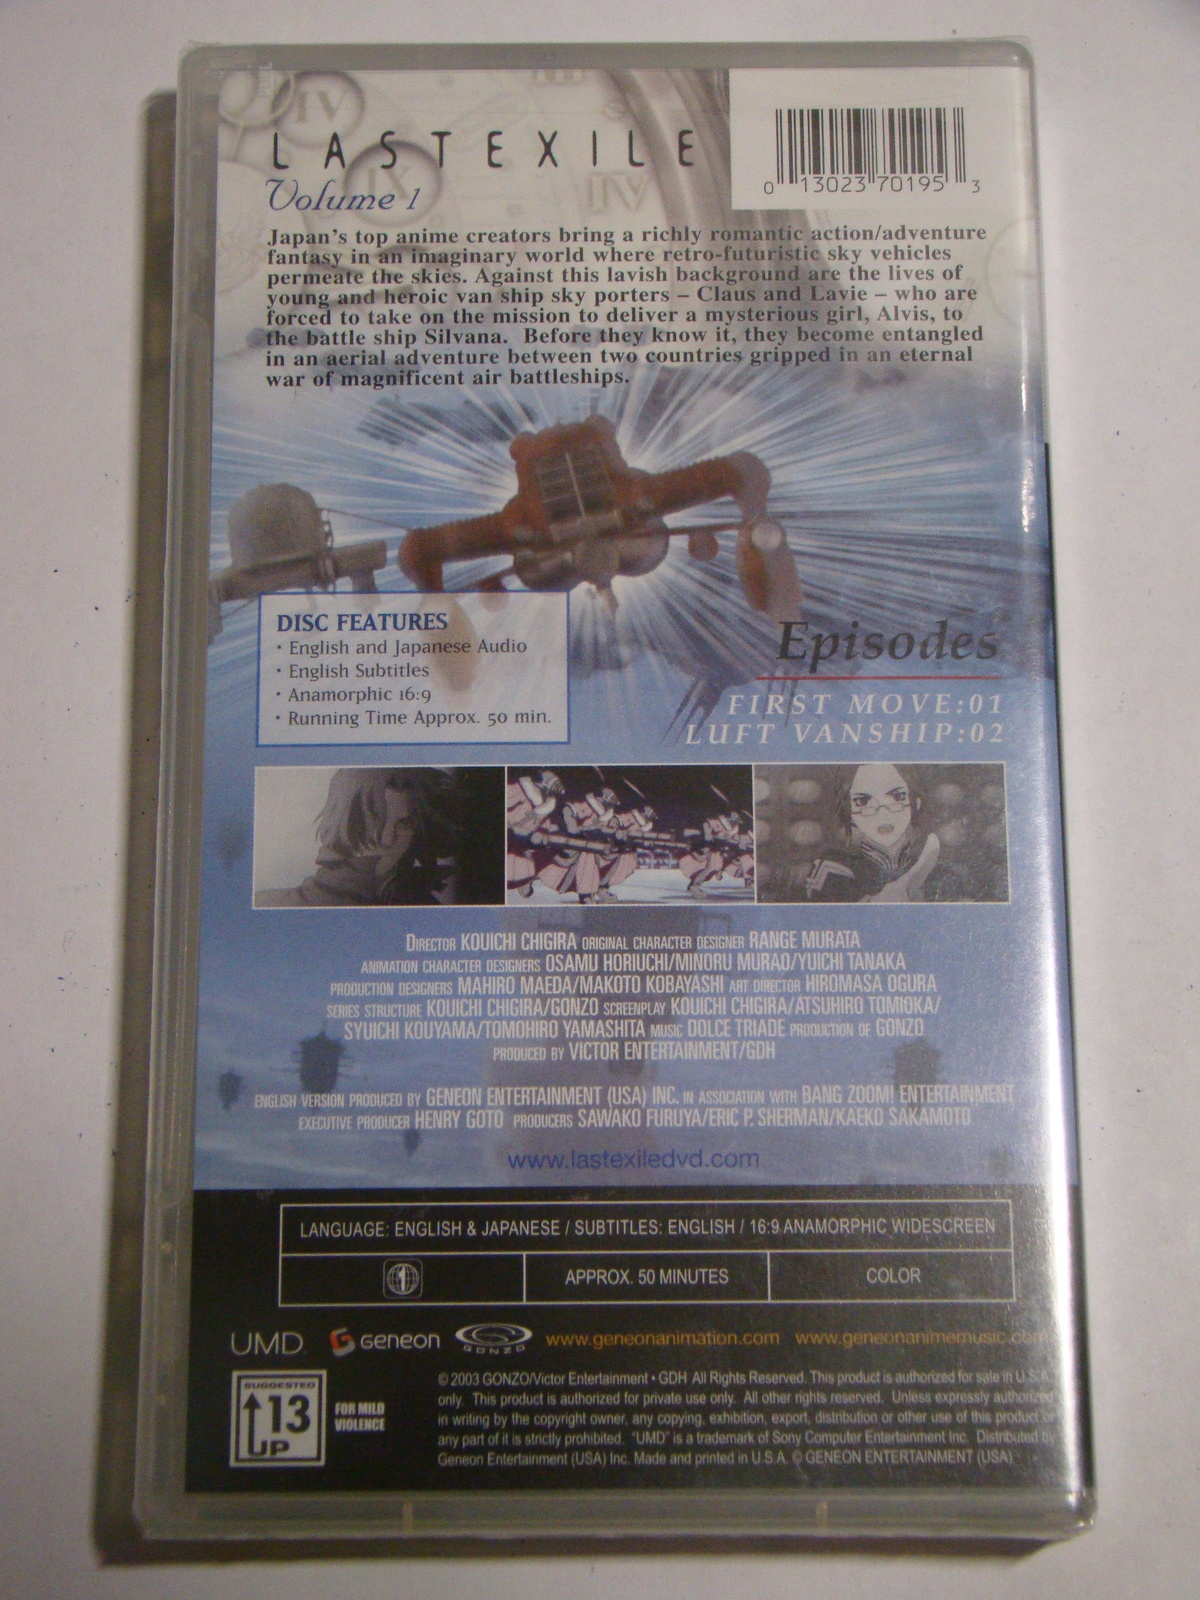 LAST EXILE
Volume 1
0 13023 70195 3
Japan's top anime creators bring a richly romantic action/adventure
fantasy in an imaginary world where retro-futuristic sky vehicles
permeate the skies. Against this lavish background are the lives of
young and heroic van ship sky porters – Claus and Lavie – who are
forced to take on the mission to deliver a mysterious girl, Alvis, to
the battle ship Silvana. Before they know it, they become entangled
in an aerial adventure between two countries gripped in an eternal
war of magnificent air battleships.
DISC FEATURES
• English and Japanese Audio
• English Subtitles
• Anamorphic 16:9
• Running Time Approx. 50 min.
Episodes
FIRST MOVE:01
LUFT VANSHIP:02
DIRECTOR KOUICHI CHIGIRA ORIGINAL CHARACTER DESIGNER RANGE MURATA
ANIMATION CHARACTER DESIGNERS OSAMU HORIUCHI/MINORU MURAO/YUICHI TANAKA
PRODUCTION DESIGNERS MAHIRO MAEDA/MAKOTO KOBAYASHI ART DIRECTOR HIROMASA OGURA
SERIES STRUCTURE KOUICHI CHIGIRA/GONZO SCREENPLAY KOUICHI CHIGIRA/ATSUHIRO TOMIOKA/
SYUICHI KOUYAMA/TOMOHIRO YAMASHITA MUSIC DOLCE TRIADE PRODUCTION OF GONZO
PRODUCED BY VICTOR ENTERTAINMENT/GDH
ENGLISH VERSION PRODUCED BY GENEON ENTERTAINMENT (USA) INC. IN ASSOCIATION WITH BANG ZOOM! ENTERTAINMENT
EXECUTIVE PRODUCER HENRY GOTO PRODUCERS SAWAKO FURUYA/ERIC P. SHERMAN/KAEKO SAKAMOTO
www.lastexiledvd.com
LANGUAGE: ENGLISH & JAPANESE / SUBTITLES: ENGLISH / 16:9 ANAMORPHIC WIDESCREEN
1
APPROX. 50 MINUTES
COLOR
UMD GENEON GONZO www.geneonanimation.com www.geneonanimemusic.com
SUGGESTED
13
UP
FOR MILD
VIOLENCE
© 2003 GONZO/Victor Entertainment • GDH All Rights Reserved. This product is authorized for sale in U.S.A.
only. This product is authorized for private use only. All other rights reserved. Unless expressly authorized
in writing by the copyright owner, any copying, exhibition, export, distribution or other use of this product or
any part of it is strictly prohibited. "UMD" is a trademark of Sony Computer Entertainment Inc. Distributed by
Geneon Entertainment (USA) Inc. Made and printed in U.S.A. © GENEON ENTERTAINMENT (USA)